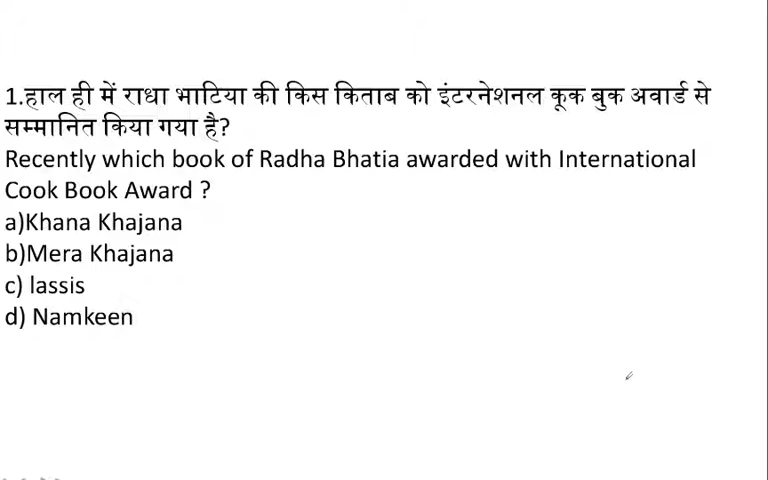 1.हाल ही में राधा भाटिया की किस किताब को इंटरनेशनल कूक बुक अवार्ड से
सम्मानित किया गया है?
Recently which book of Radha Bhatia awarded with International
Cook Book Award ?
a)Khana Khajana
b)Mera Khajana
c) lassis
d) Namkeen